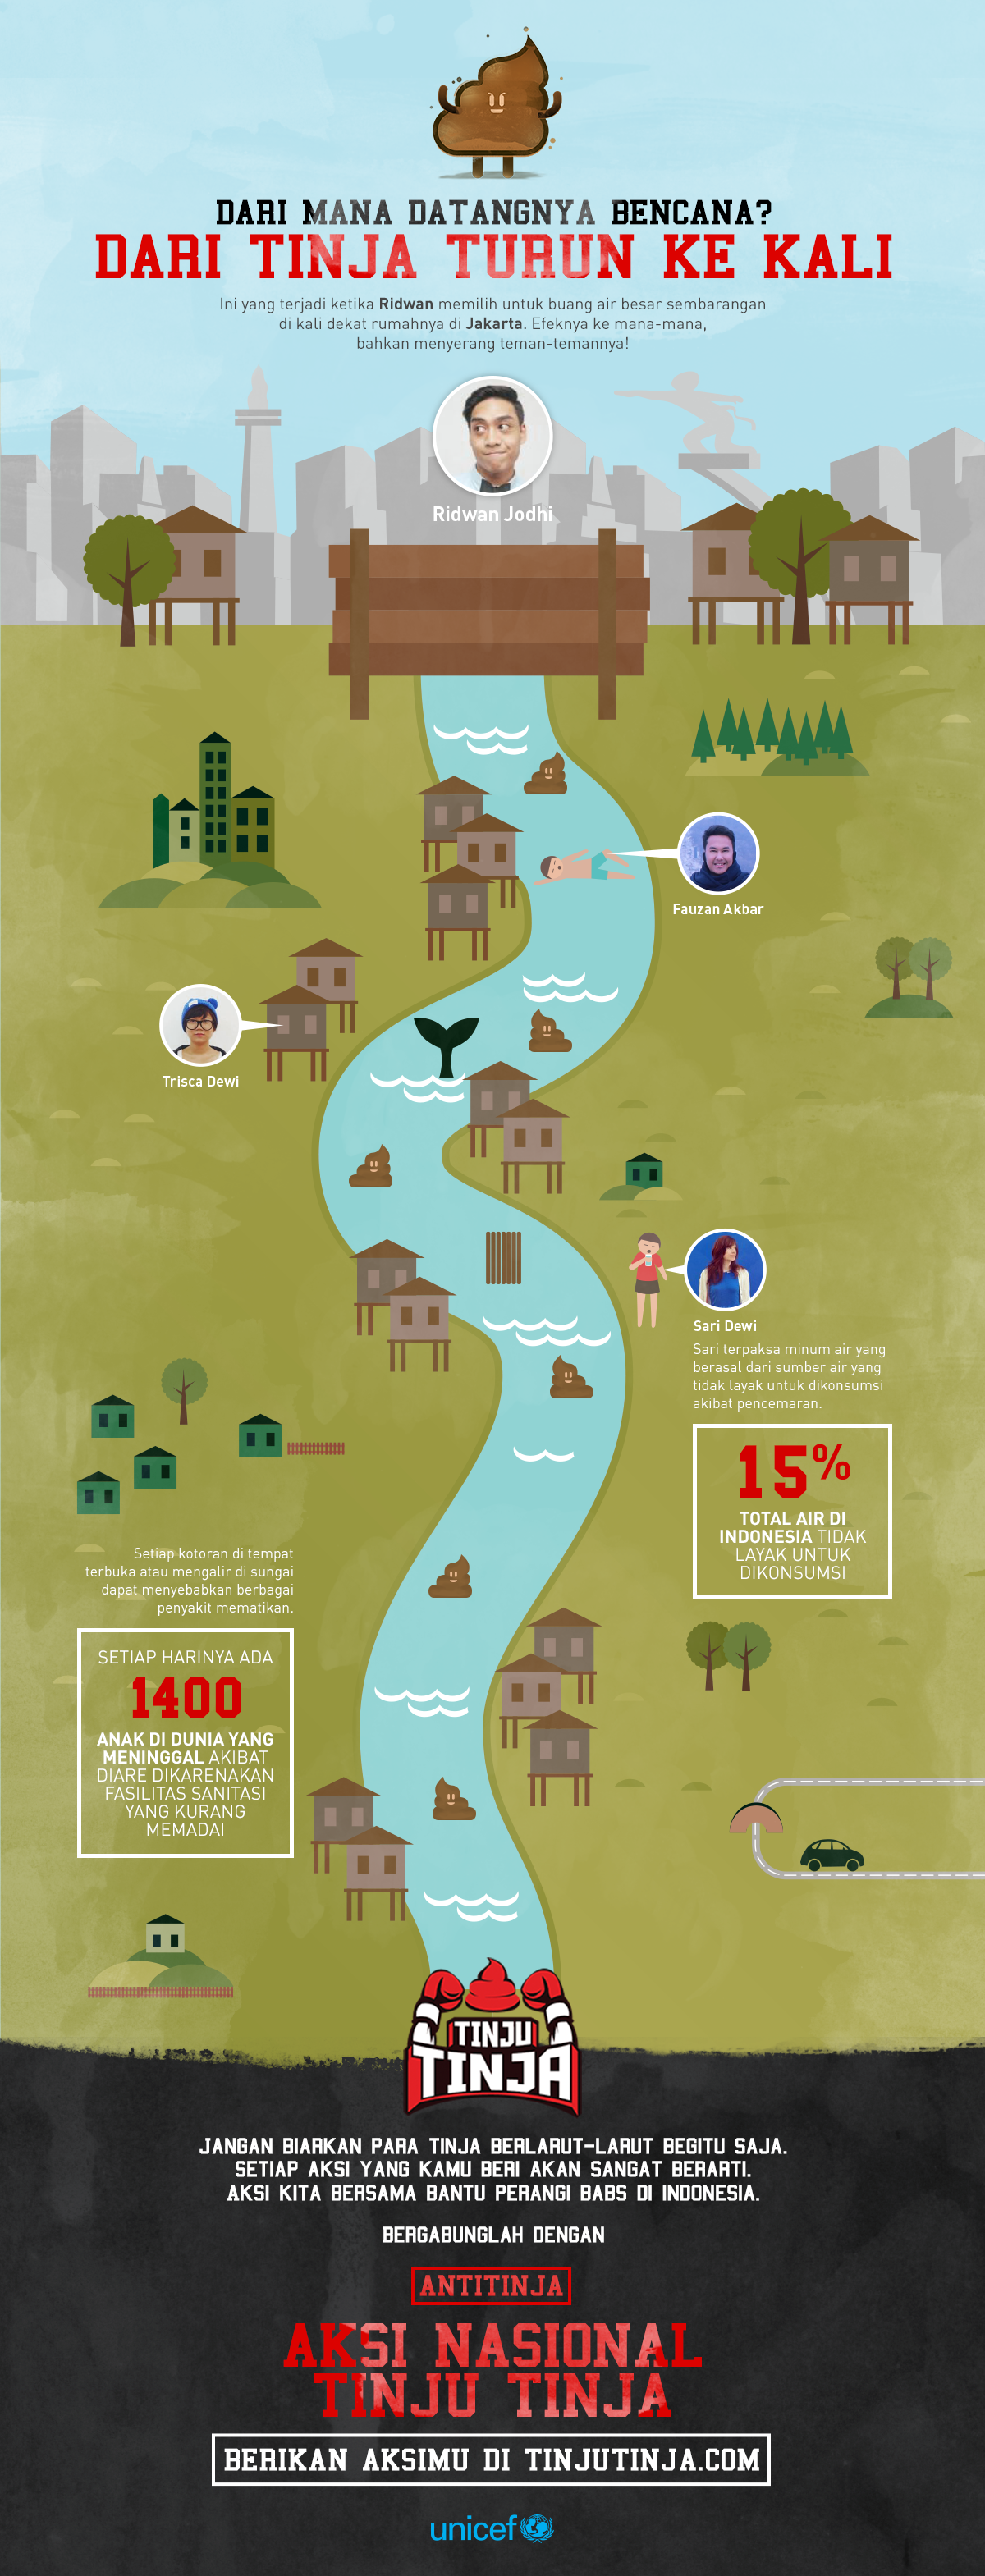 DARI MANA DATANGNYA BENCANA?
DARI TINJA TURUN KE KALI
Ini yang terjadi ketika Ridwan memilih untuk buang air besar sembarangan
di kali dekat rumahnya di Jakarta. Efeknya ke mana-mana,
bahkan menyerang teman-temannya!
Ridwan Jodhi
Fauzan Akbar
Trisca Dewi
Sari Dewi
Sari terpaksa minum air yang
berasal dari sumber air yang
tidak layak untuk dikonsumsi
akibat pencemaran.
15%
TOTAL AIR DI
INDONESIA TIDAK
LAYAK UNTUK
DIKONSUMSI
Setiap kotoran di tempat
terbuka atau mengalir di sungai
dapat menyebabkan berbagai
penyakit mematikan.
SETIAP HARINYA ADA
1400
ANAK DI DUNIA YANG
MENINGGAL AKIBAT
DIARE DIKARENAKAN
FASILITAS SANITASI
YANG KURANG
MEMADAI
TINJU
TINJA
JANGAN BIARKAN PARA TINJA BERLARUT-LARUT BEGITU SAJA.
SETIAP AKSI YANG KAMU BERI AKAN SANGAT BERARTI.
AKSI KITA BERSAMA BANTU PERANGI BABS DI INDONESIA.
BERGABUNGLAH DENGAN
ANTITINJA
AKSI NASIONAL
TINJU TINJA
BERIKAN AKSIMU DI TINJUTINJA.COM
unicef